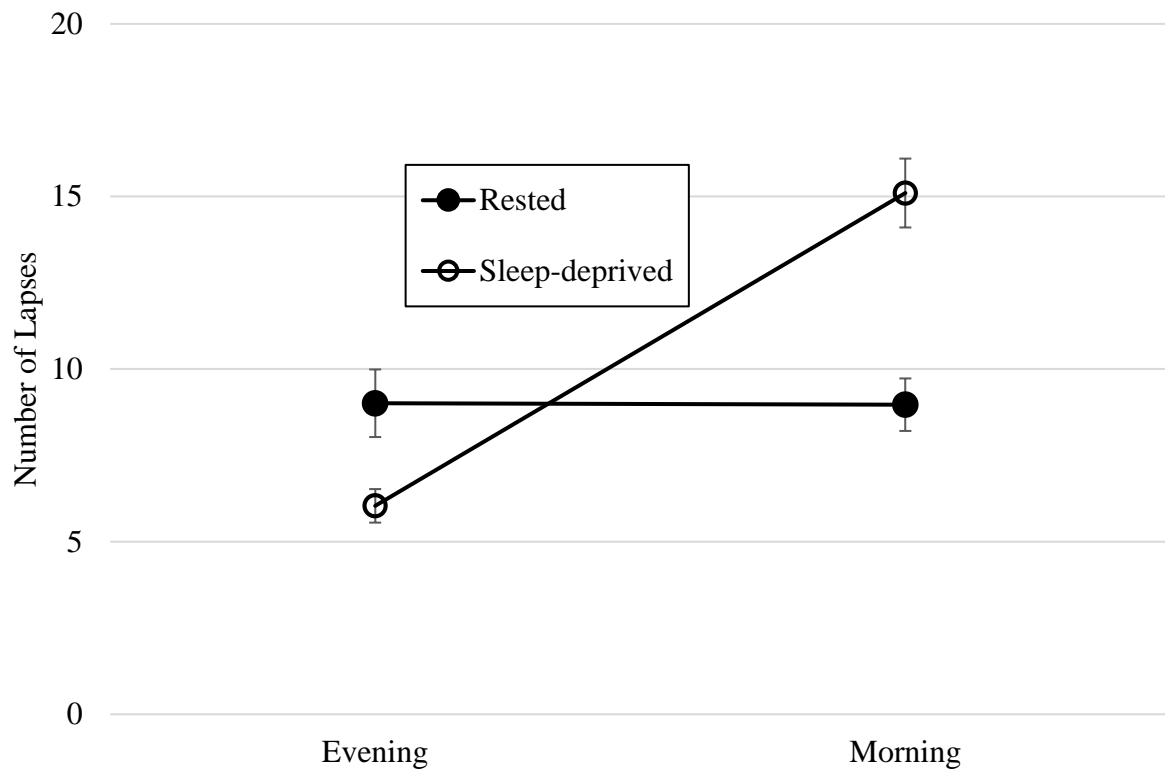 20
15
10
5
0
Number of Lapses
Rested
Sleep-deprived
Evening
Morning